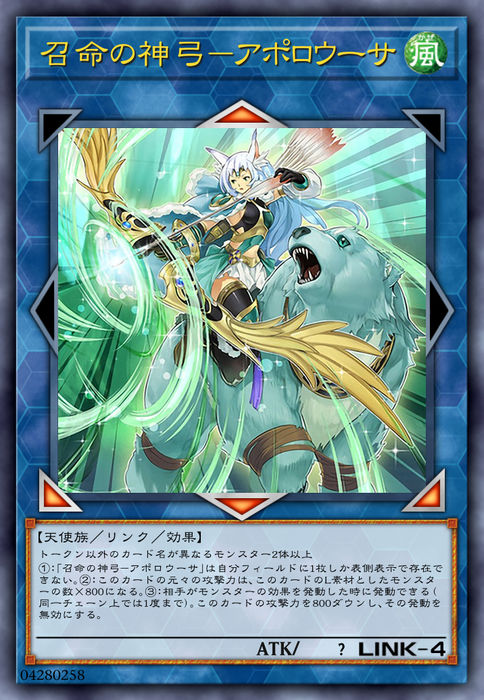 召命の神弓－アポロウーサ
かぜ
風
【天使族／リンク／効果】
トークン以外のカード名が異なるモンスター2体以上
①：「召命の神弓－アポロウーサ」は自分フィールドに1枚しか表側表示で存在で
きない。②：このカードの元々の攻撃力は、このカードのL素材としたモンスター
の数×800になる。③：相手がモンスターの効果を発動した時に発動できる（
同一チェーン上では1度まで）。このカードの攻撃力を800ダウンし、その発動を
無効にする。
ATK/ ? LINK-4
04280258